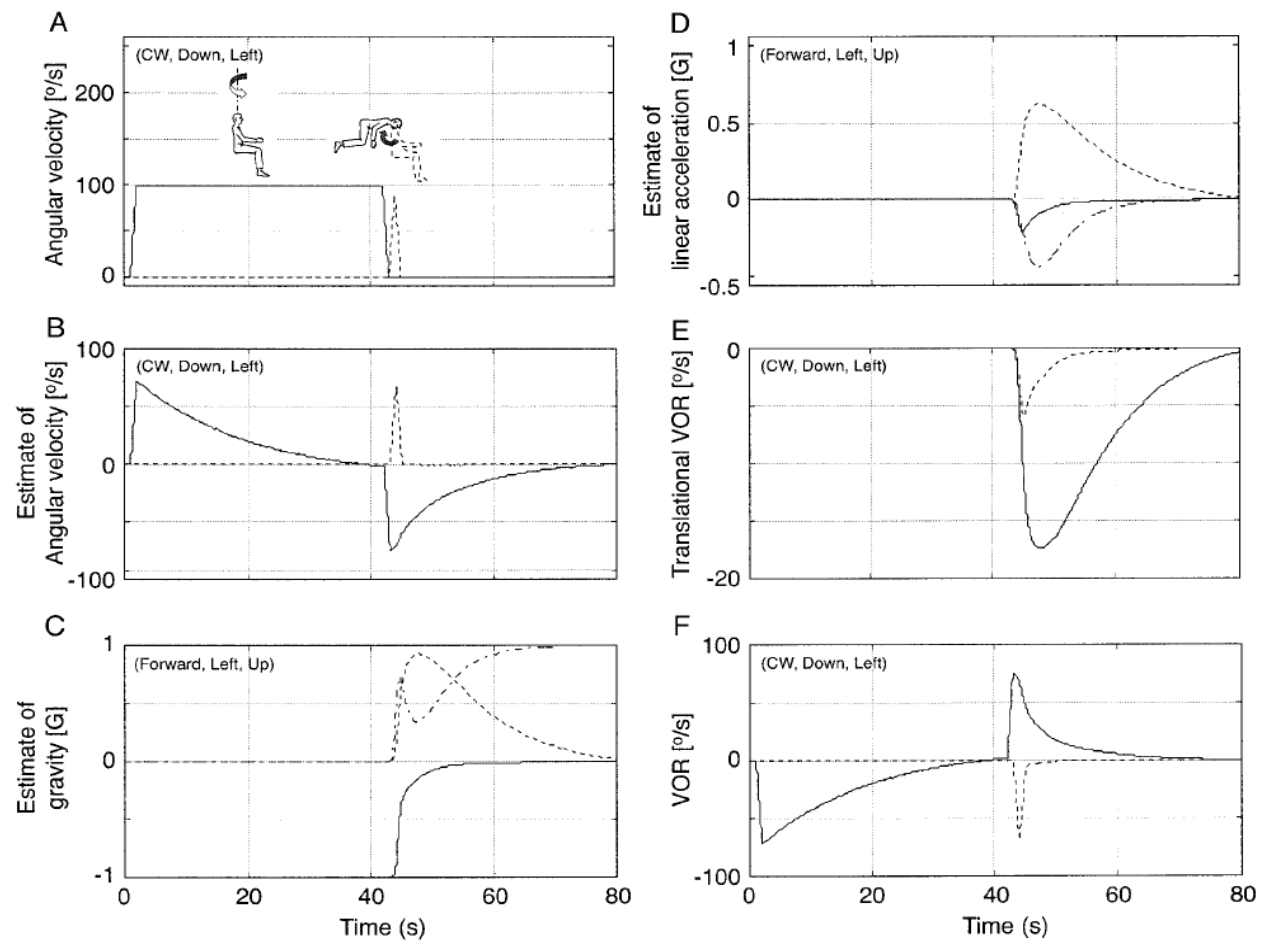 A
(CW, Down, Left)
Angular velocity [º/s]
200
100
0
B
(CW, Down, Left)
Estimate of
Angular velocity [º/s]
100
0
-100
C
(Forward, Left, Up)
Estimate of
gravity [G]
1
0
-1
0
20
40
60
80
Time (s)
D
(Forward, Left, Up)
Estimate of
linear acceleration [G]
1
0.5
0
-0.5
E
(CW, Down, Left)
Translational VOR [º/s]
0
-20
F
(CW, Down, Left)
VOR [º/s]
100
0
-100
0
20
40
60
80
Time (s)